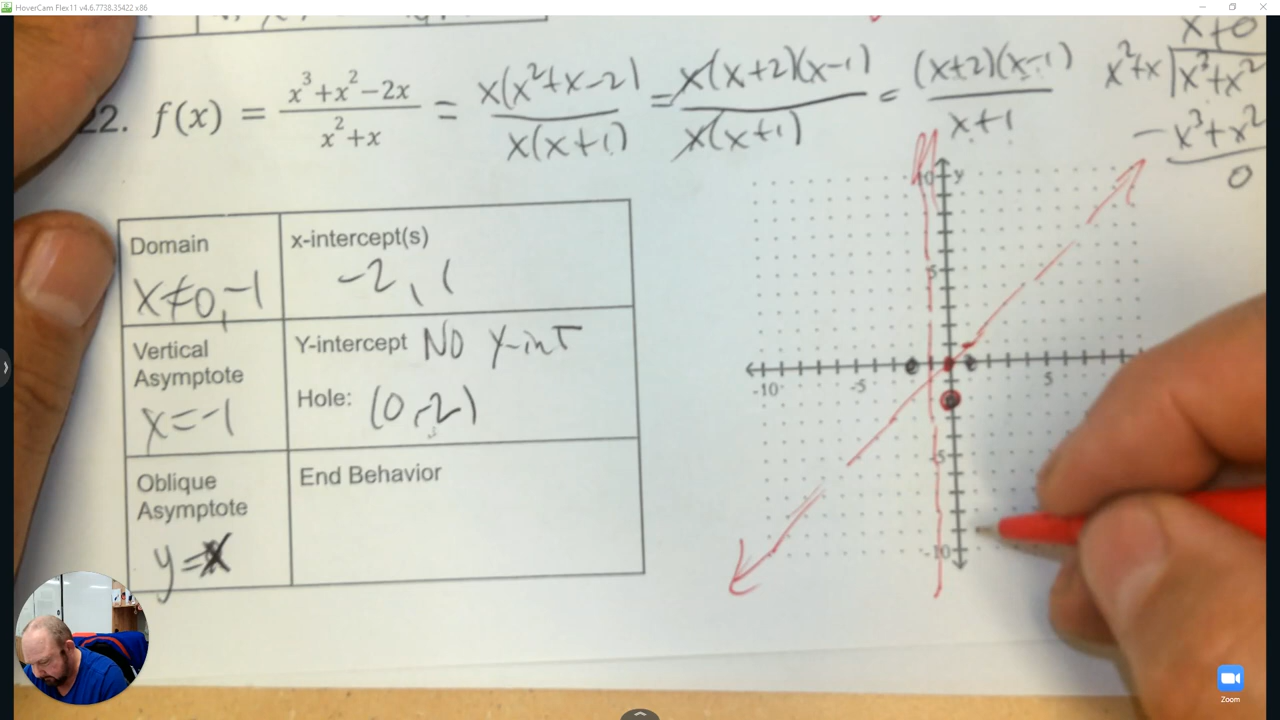 HoverCam Flex11 v4.6.7738.35422 x86
22. f(x) = x³+x²−2x / x²+x = x(x²+x−2) / x(x+1) = x(x+2)(x−1) / x(x+1) = (x+2)(x−1) / x+1
x+0
x²+x √x³+x²
− x³+x²
0
Domain
x≠0,−1
x-intercept(s)
−2, 1
Vertical
Asymptote
x=−1
Y-intercept No Y-int
Hole: (0,−2)
Oblique
Asymptote
y=x
End Behavior
10 y
5
-10 -5 5
-5
-10
Zoom